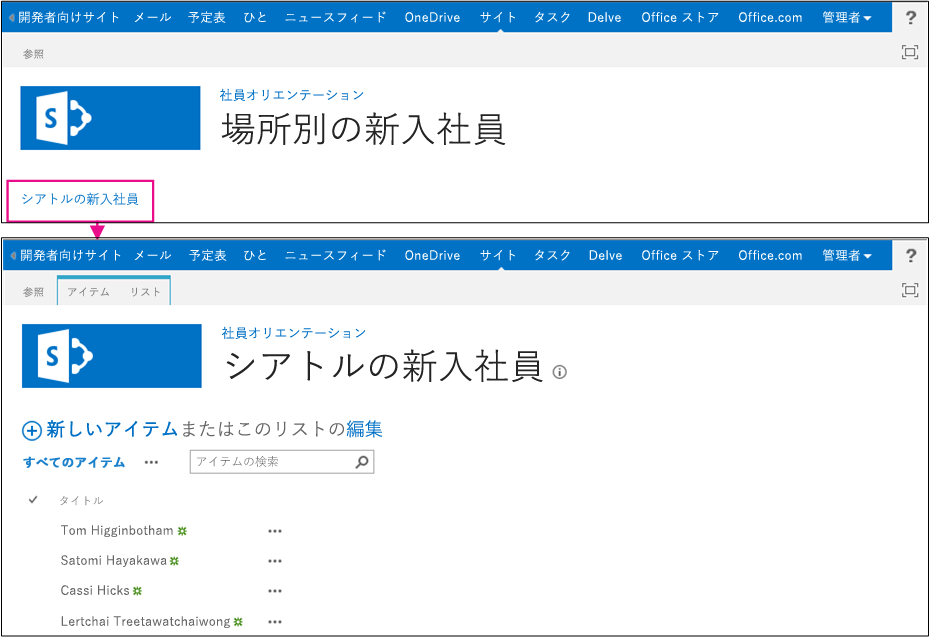 開発者向けサイト メール 予定表 ひと ニュースフィード OneDrive サイト タスク Delve Office ストア Office.com 管理者 ?
参照
S
社員オリエンテーション
場所別の新入社員
シアトルの新入社員
開発者向けサイト メール 予定表 ひと ニュースフィード OneDrive サイト タスク Delve Office ストア Office.com 管理者 ?
参照 アイテム リスト
S
社員オリエンテーション
シアトルの新入社員
新しいアイテムまたはこのリストの編集
すべてのアイテム ••• アイテムの検索
タイトル
Tom Higginbotham •••
Satomi Hayakawa •••
Cassi Hicks •••
Lertchai Treetawatchaiwong •••